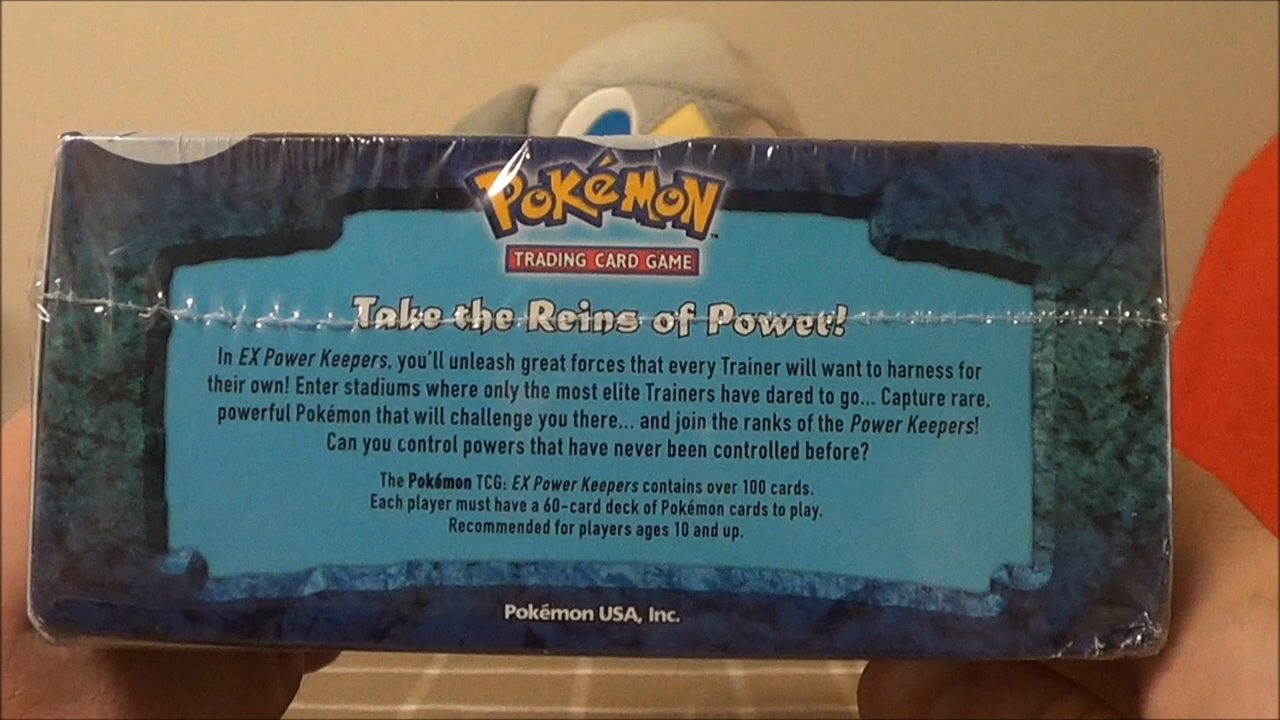 POKéMON™
TRADING CARD GAME
Take the Reins of Power!
In EX Power Keepers, you'll unleash great forces that every Trainer will want to harness for
their own! Enter stadiums where only the most elite Trainers have dared to go... Capture rare,
powerful Pokémon that will challenge you there... and join the ranks of the Power Keepers!
Can you control powers that have never been controlled before?
The Pokémon TCG: EX Power Keepers contains over 100 cards.
Each player must have a 60-card deck of Pokémon cards to play.
Recommended for players ages 10 and up.
Pokémon USA, Inc.